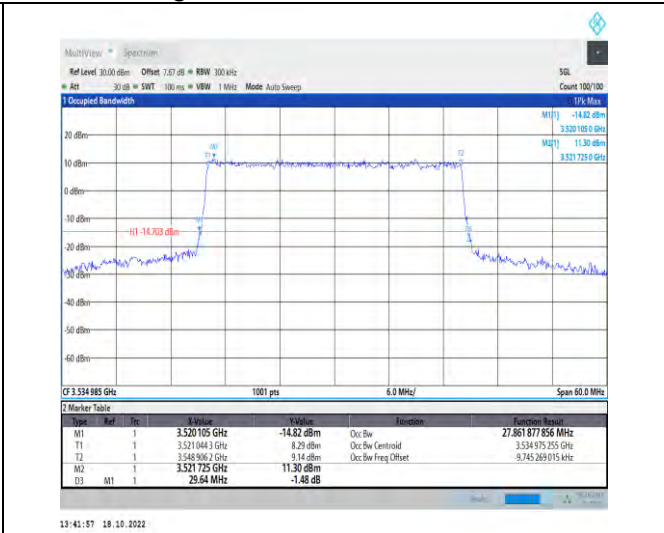 MultiView Spectrum
Ref Level 30.00 dBm Offset 7.67 dB RBW 300 kHz SGL
Att 30 dB SWT 100 ms VBW 1 MHz Mode Auto Sweep Count 100/100
1 Occupied Bandwidth 1Pk Max
M1[1] -14.82 dBm
3.520 105 0 GHz
20 dBm
M2[1] 11.30 dBm
3.521 725 0 GHz
M2
T1
T2
10 dBm
0 dBm
-10 dBm
H1 -14.703 dBm
-20 dBm
-40 dBm
-50 dBm
-60 dBm
CF 3.534 985 GHz 1001 pts 6.0 MHz/ Span 60.0 MHz
2 Marker Table
Type Ref Trc X-Value Y-Value Function Function Result
M1 1 3.520105 GHz -14.82 dBm Occ Bw 27.861 877 856 MHz
T1 1 3.521 044 3 GHz 8.29 dBm Occ Bw Centroid 3.534 975 255 GHz
T2 1 3.548 906 2 GHz 9.14 dBm Occ Bw Freq Offset -9.745 269 015 kHz
M2 1 3.521 725 GHz 11.30 dBm
D3 M1 1 29.64 MHz -1.48 dB
13:41:57 18.10.2022